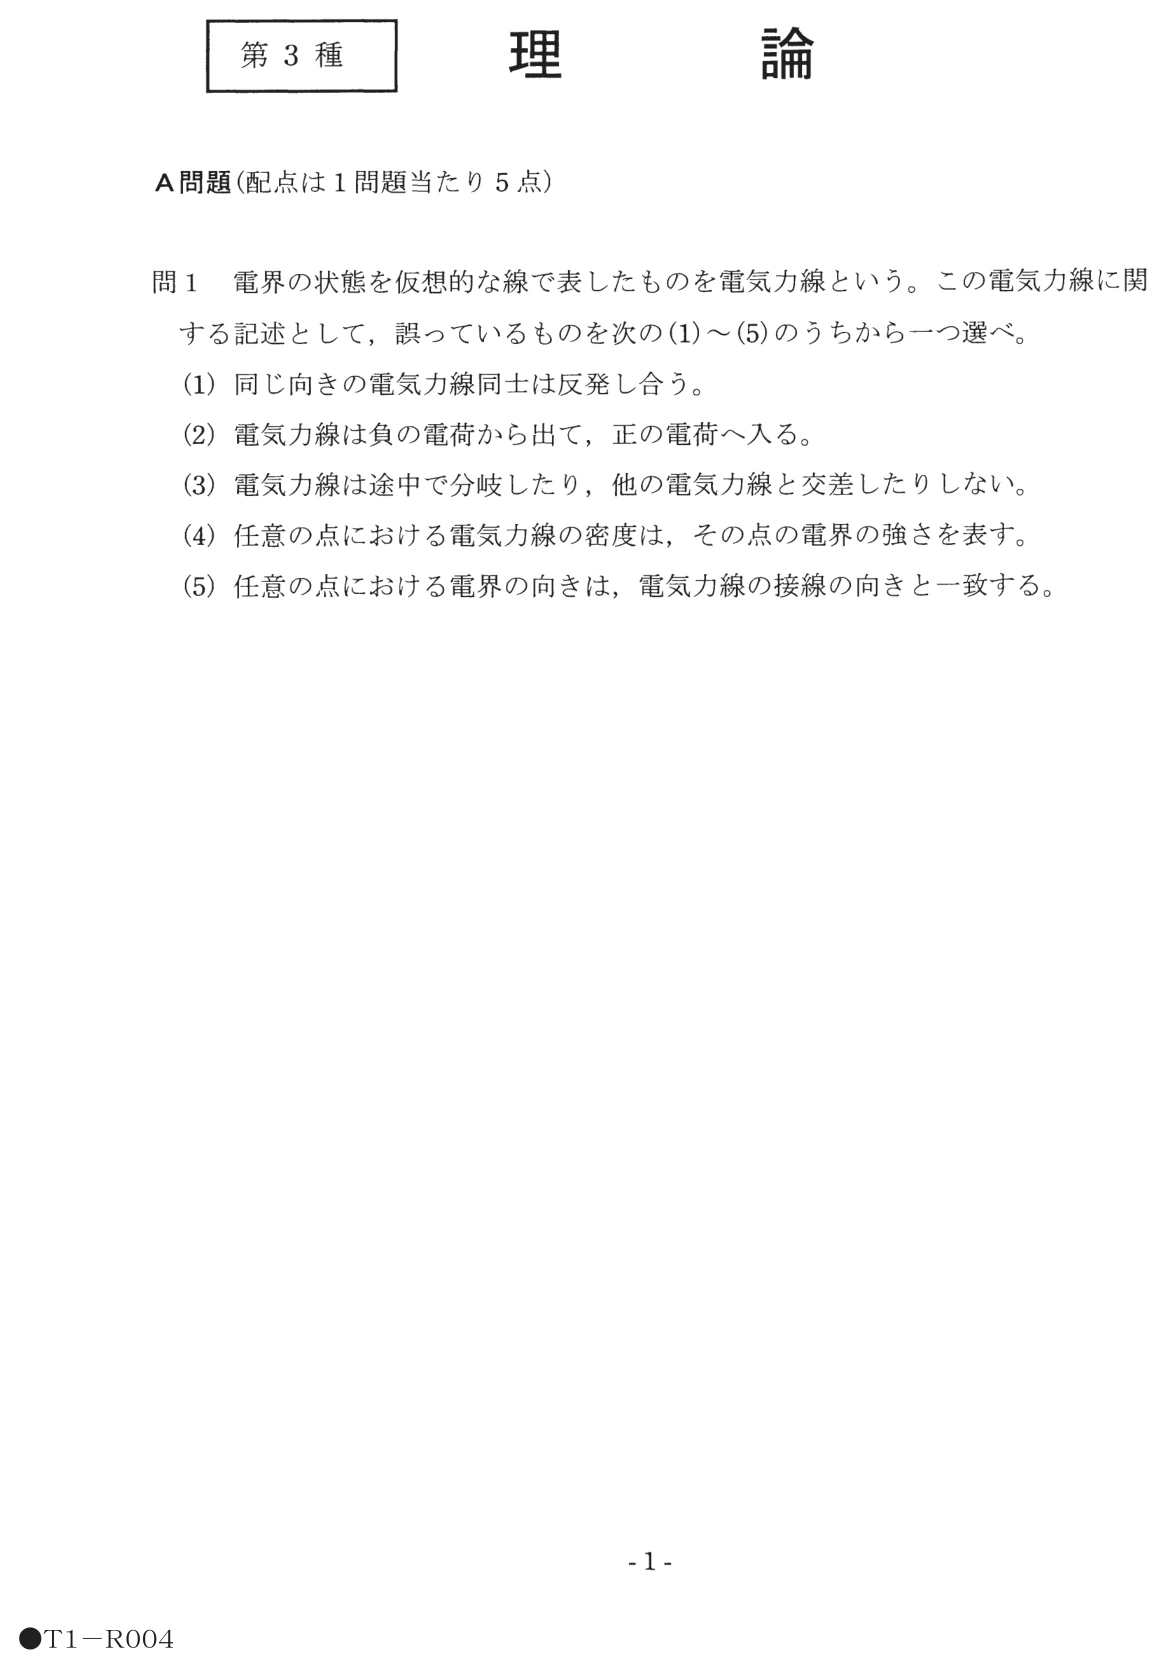 第 3 種
理 論
A問題(配点は1問題当たり5点)
問1 電界の状態を仮想的な線で表したものを電気力線という。この電気力線に関
する記述として，誤っているものを次の(1)～(5)のうちから一つ選べ。
(1) 同じ向きの電気力線同士は反発し合う。
(2) 電気力線は負の電荷から出て，正の電荷へ入る。
(3) 電気力線は途中で分岐したり，他の電気力線と交差したりしない。
(4) 任意の点における電気力線の密度は，その点の電界の強さを表す。
(5) 任意の点における電界の向きは，電気力線の接線の向きと一致する。
- 1 -
●T1－R004